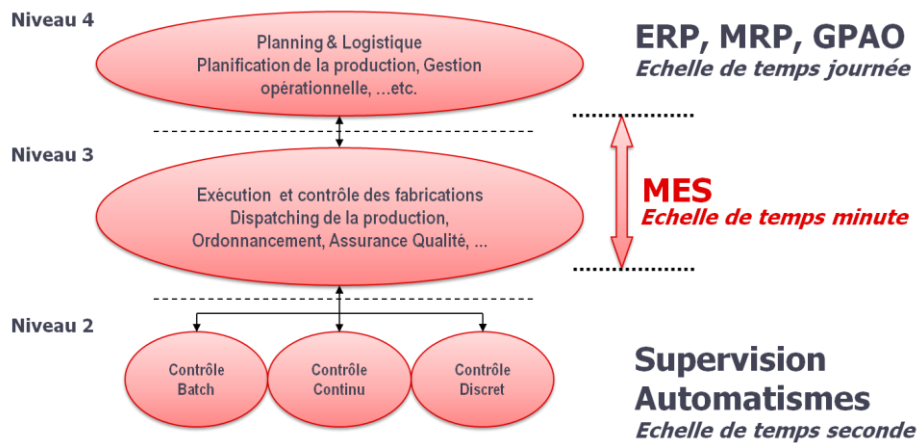 Niveau 4
Planning & Logistique
Planification de la production, Gestion
opérationnelle, ...etc.
ERP, MRP, GPAO
Echelle de temps journée
Niveau 3
Exécution et contrôle des fabrications
Dispatching de la production,
Ordonnancement, Assurance Qualité, ...
MES
Echelle de temps minute
Niveau 2
Contrôle
Batch
Contrôle
Continu
Contrôle
Discret
Supervision
Automatismes
Echelle de temps seconde